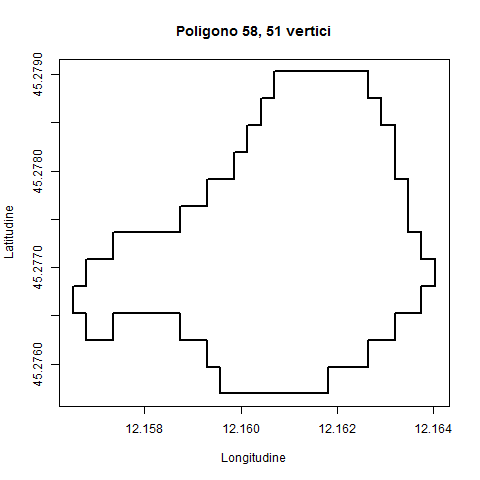 Poligono 58, 51 vertici
45.2790
45.2780
45.2770
45.2760
Latitudine
12.158 12.160 12.162 12.164
Longitudine